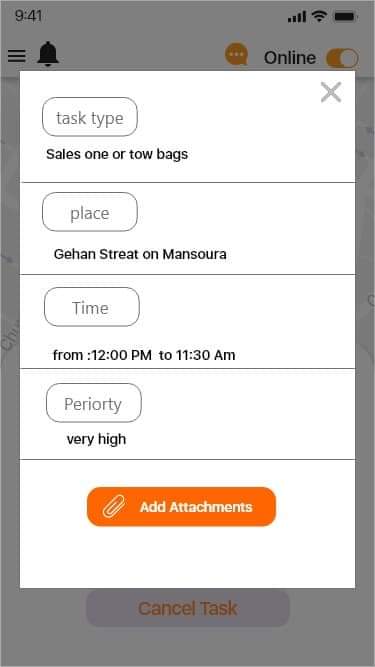 9:41
Online
task type
Sales one or tow bags
place
Gehan Streat on Mansoura
Time
from :12:00 PM to 11:30 Am
Periorty
very high
Add Attachments
Cancel Task